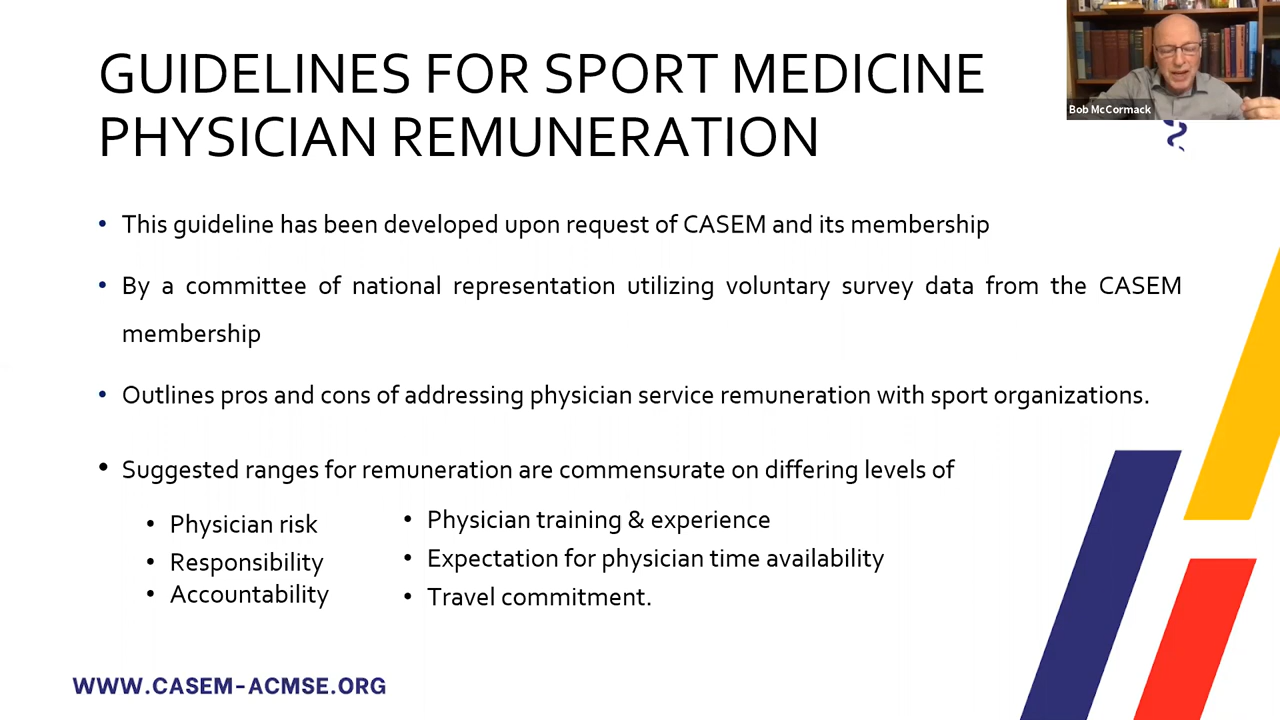 GUIDELINES FOR SPORT MEDICINE
PHYSICIAN REMUNERATION
Bob McCormack
• This guideline has been developed upon request of CASEM and its membership
• By a committee of national representation utilizing voluntary survey data from the CASEM
membership
• Outlines pros and cons of addressing physician service remuneration with sport organizations.
• Suggested ranges for remuneration are commensurate on differing levels of
• Physician risk
• Responsibility
• Accountability
• Physician training & experience
• Expectation for physician time availability
• Travel commitment.
WWW.CASEM-ACMSE.ORG